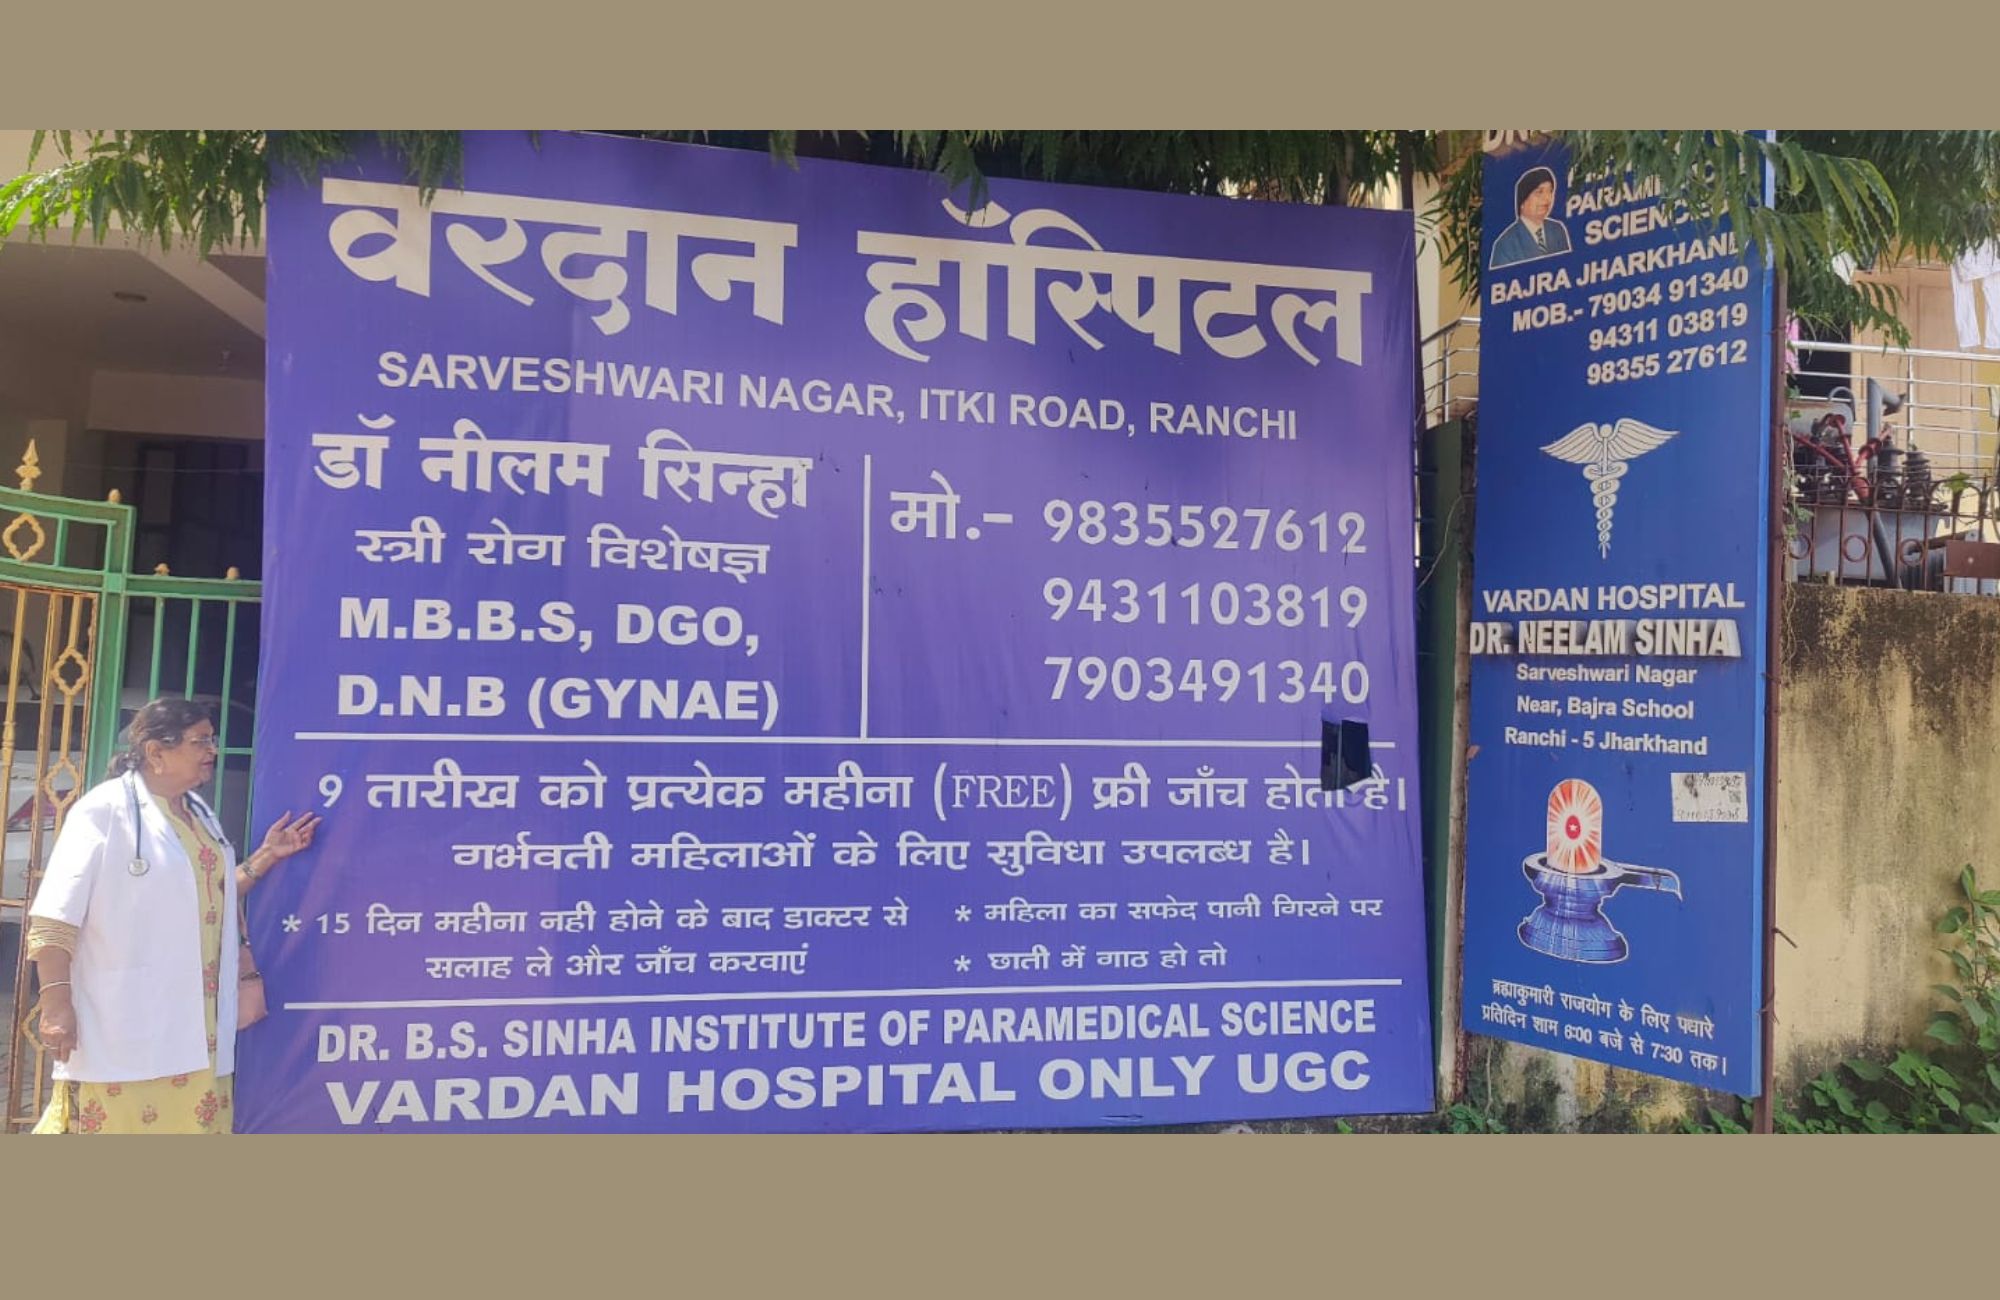 वरदान हॉस्पिटल
SARVESHWARI NAGAR, ITKI ROAD, RANCHI
डॉ नीलम सिन्हा
स्त्री रोग विशेषज्ञ
M.B.B.S, DGO,
D.N.B (GYNAE)
मो.- 9835527612
9431103819
7903491340
9 तारीख को प्रत्येक महीना (FREE) फ्री जाँच होता है।
गर्भवती महिलाओं के लिए सुविधा उपलब्ध है।
* 15 दिन महीना नही होने के बाद डाक्टर से
सलाह ले और जाँच करवाएं
* महिला का सफेद पानी गिरने पर
* छाती में गाठ हो तो
DR. B.S. SINHA INSTITUTE OF PARAMEDICAL SCIENCE
VARDAN HOSPITAL ONLY UGC
BAJRA JHARKHAND
MOB.- 79034 91340
94311 03819
98355 27612
VARDAN HOSPITAL
DR. NEELAM SINHA
Sarveshwari Nagar
Near, Bajra School
Ranchi - 5 Jharkhand
ब्रह्माकुमारी राजयोग के लिए पधारे
प्रतिदिन शाम 6:00 बजे से 7:30 तक।